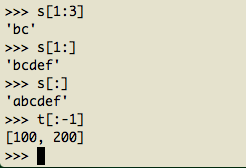 >>> s[1:3]
'bc'
>>> s[1:]
'bcdef'
>>> s[:]
'abcdef'
>>> t[:-1]
[100, 200]
>>>